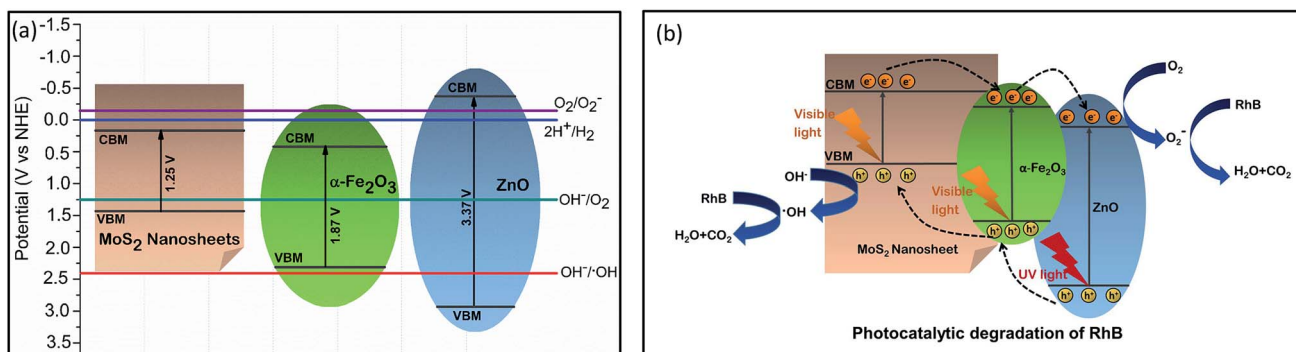 (a)
Potential (V vs NHE)
-1.5
-1.0
-0.5
0.0
0.5
1.0
1.5
2.0
2.5
3.0
3.5
CBM
1.25 V
VBM
MoS₂ Nanosheets
CBM
α-Fe₂O₃
1.87 V
VBM
CBM
ZnO
3.37 V
VBM
O₂/O₂⁻
2H⁺/H₂
OH⁻/O₂
OH⁻/·OH
(b)
CBM
e⁻ e⁻ e⁻
Visible
light
VBM
h⁺ h⁺ h⁺
OH⁻
RhB
·OH
H₂O+CO₂
MoS₂ Nanosheet
e⁻ e⁻ e⁻
α-Fe₂O₃
Visible
light
h⁺ h⁺ h⁺
e⁻ e⁻ e⁻
ZnO
UV light
h⁺ h⁺ h⁺
O₂
RhB
O₂⁻
H₂O+CO₂
Photocatalytic degradation of RhB